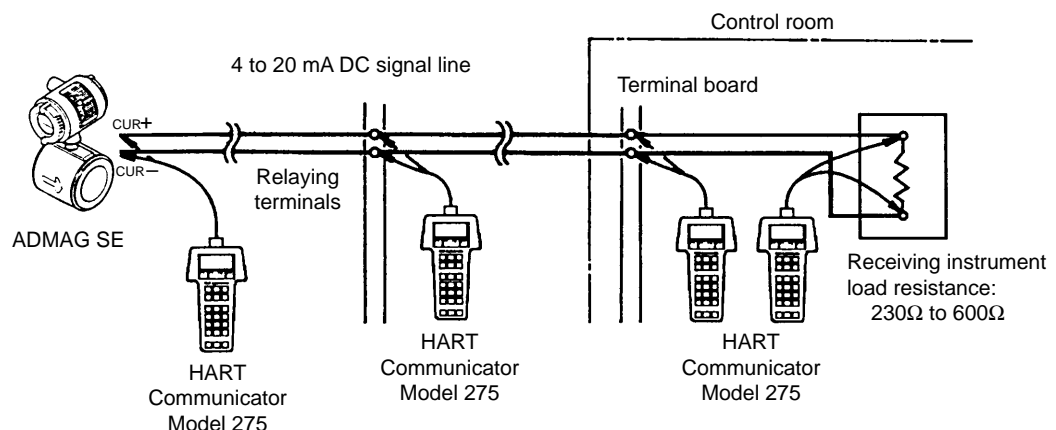 Control room
4 to 20 mA DC signal line
Terminal board
CUR+
CUR−
Relaying
terminals
ADMAG SE
Receiving instrument
load resistance:
230Ω to 600Ω
HART
Communicator
Model 275
HART
Communicator
Model 275
HART
Communicator
Model 275